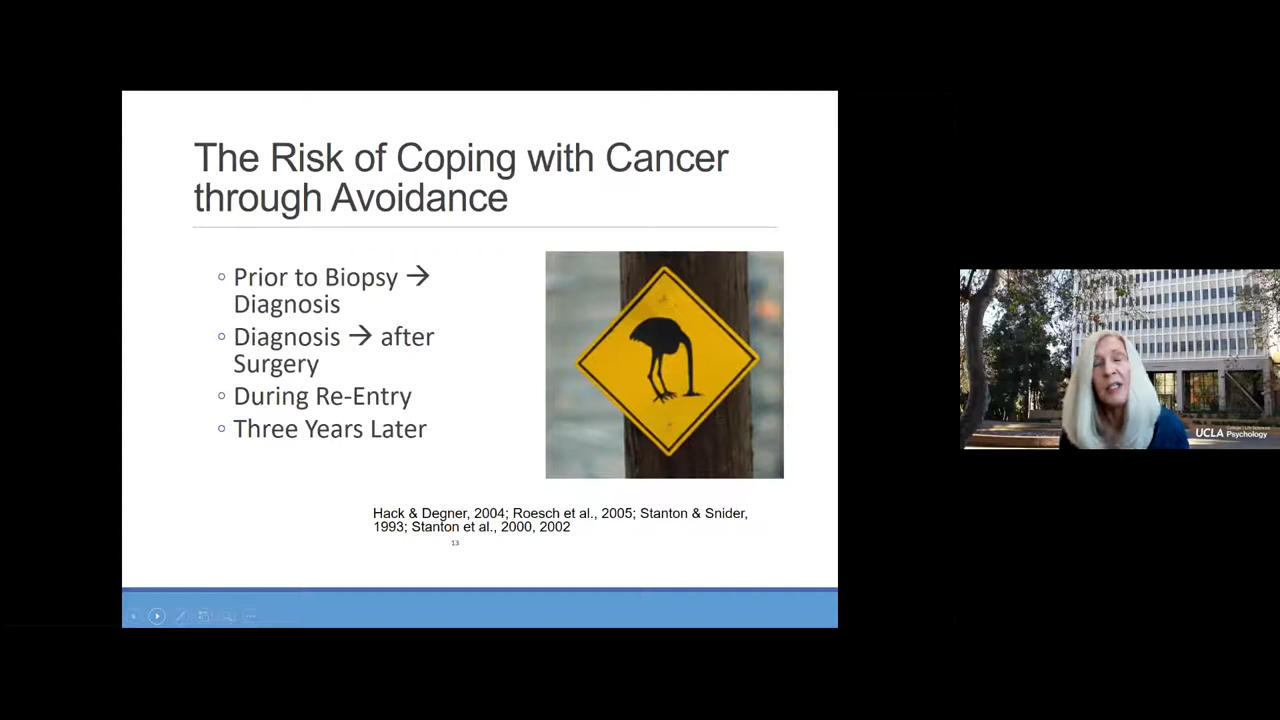 The Risk of Coping with Cancer
through Avoidance
◦ Prior to Biopsy →
Diagnosis
◦ Diagnosis → after
Surgery
◦ During Re-Entry
◦ Three Years Later
Hack & Degner, 2004; Roesch et al., 2005; Stanton & Snider,
1993; Stanton et al., 2000, 2002
13
UCLA Psychology